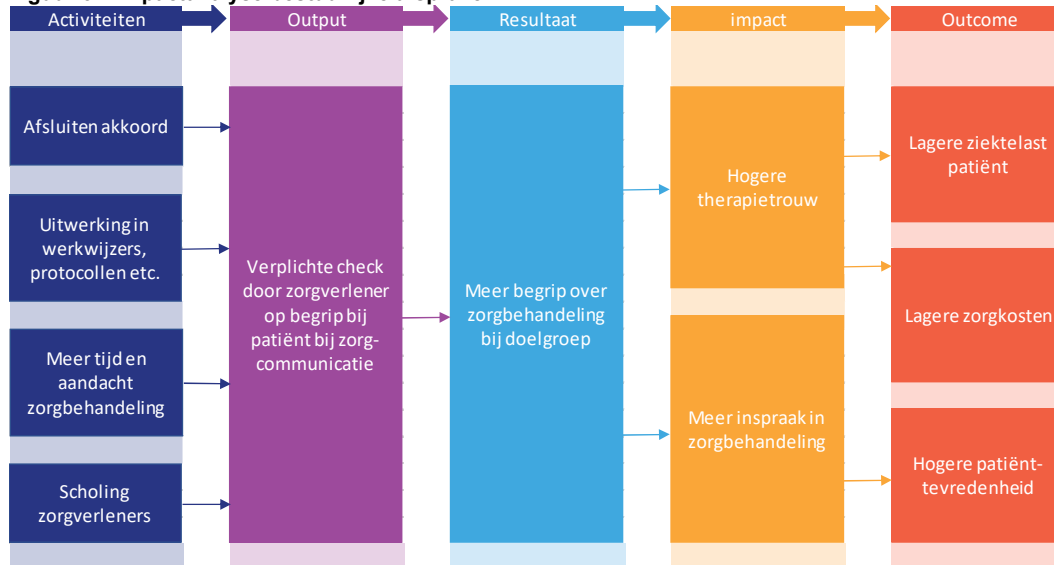 Activiteiten
Output
Resultaat
impact
Outcome
Afsluiten akkoord
Uitwerking in
werkwijzers,
protocollen etc.
Meer tijd en
aandacht
zorgbehandeling
Scholing
zorgverleners
Verplichte check
door zorgverlener
op begrip bij
patiënt bij zorg-
communicatie
Meer begrip over
zorgbehandeling
bij doelgroep
Hogere
therapietrouw
Meer inspraak in
zorgbehandeling
Lagere ziektelast
patiënt
Lagere zorgkosten
Hogere patiënt-
tevredenheid